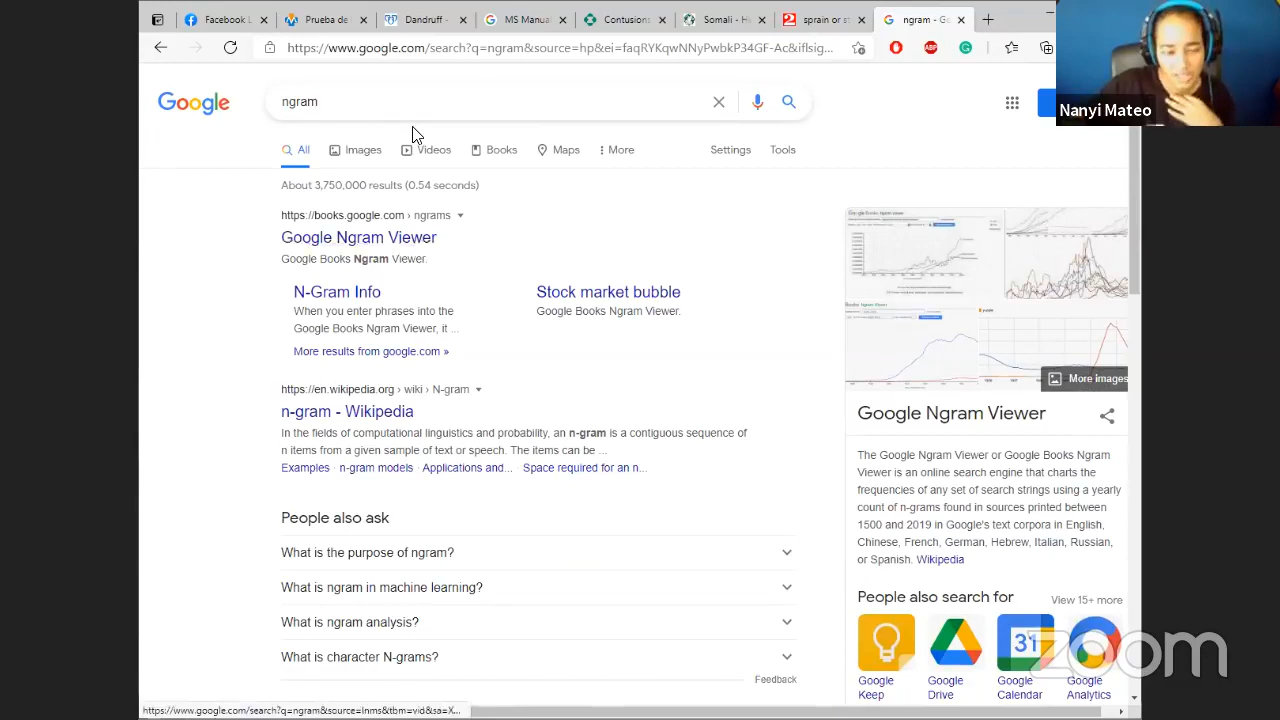 Facebook L
Prueba de
Dandruff -
MS Manual
Contusions
Somali - H
sprain or st
ngram - Go
https://www.google.com/search?q=ngram&source=hp&ei=faqRYKqwNNyPwbkP34GF-Ac&iflsig...
ABP
Nanyi Mateo
Google
ngram
All
Images
Videos
Books
Maps
More
Settings
Tools
About 3,750,000 results (0.54 seconds)
https://books.google.com › ngrams
Google Ngram Viewer
Google Books Ngram Viewer.
N-Gram Info
When you enter phrases into the
Google Books Ngram Viewer, it ...
Stock market bubble
Google Books Ngram Viewer.
More results from google.com »
https://en.wikipedia.org › wiki › N-gram
n-gram - Wikipedia
In the fields of computational linguistics and probability, an n-gram is a contiguous sequence of
n items from a given sample of text or speech. The items can be ...
Examples · n-gram models · Applications and... · Space required for an n...
People also ask
What is the purpose of ngram?
What is ngram in machine learning?
What is ngram analysis?
What is character N-grams?
Feedback
More images
Google Ngram Viewer
The Google Ngram Viewer or Google Books Ngram
Viewer is an online search engine that charts the
frequencies of any set of search strings using a yearly
count of n-grams found in sources printed between
1500 and 2019 in Google's text corpora in English,
Chinese, French, German, Hebrew, Italian, Russian,
or Spanish. Wikipedia
People also search for
View 15+ more
31
Google
Keep
Google
Drive
Google
Calendar
Google
Analytics
zoom
https://www.google.com/search?q=ngram&source=lnms&tbm=vid&sa=X...